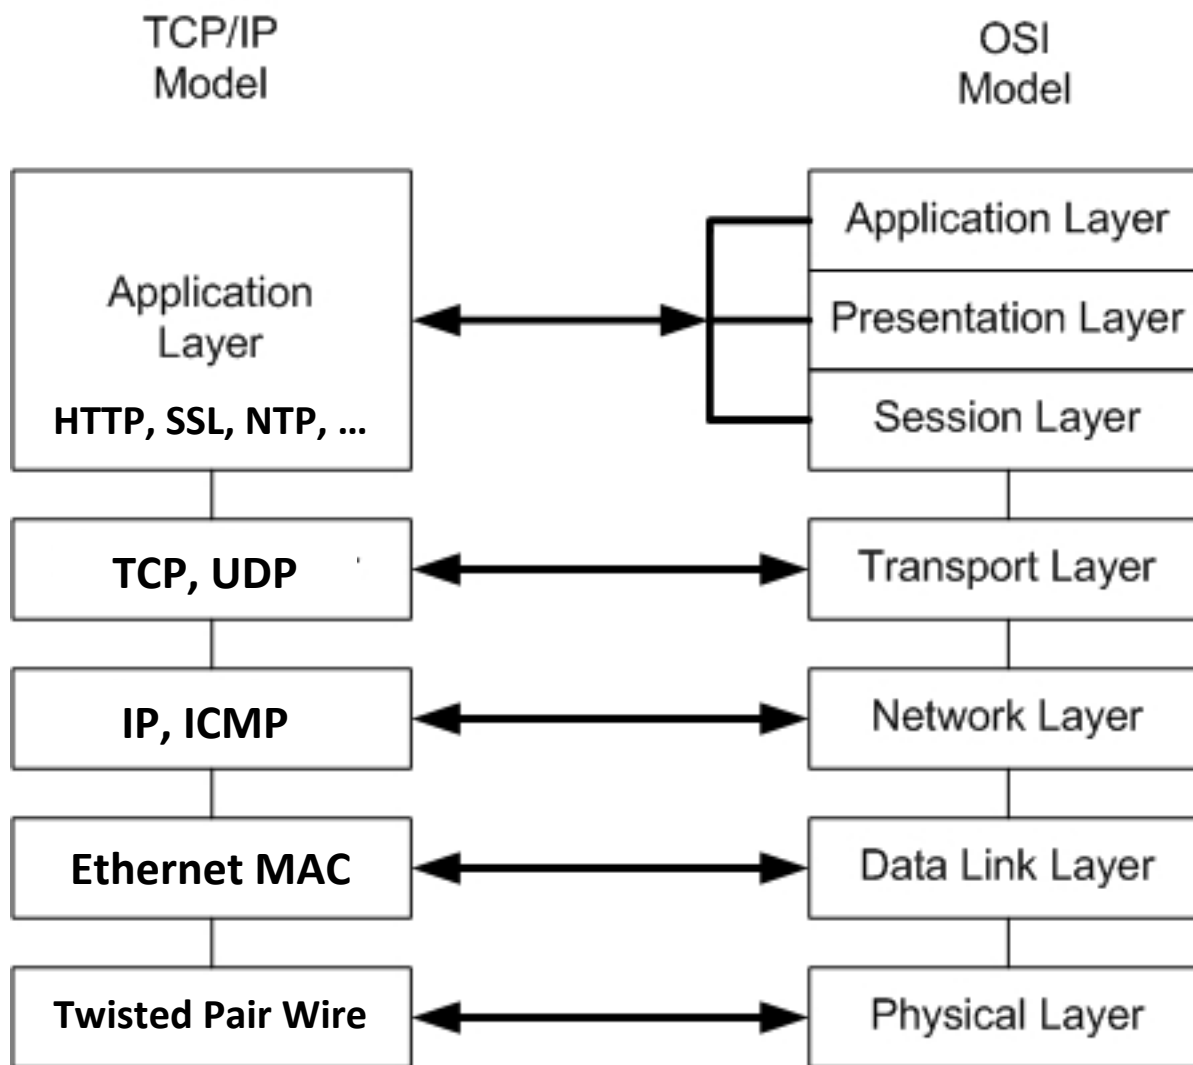 TCP/IP
Model
OSI
Model
Application
Layer
HTTP, SSL, NTP, ...
TCP, UDP
IP, ICMP
Ethernet MAC
Twisted Pair Wire
Application Layer
Presentation Layer
Session Layer
Transport Layer
Network Layer
Data Link Layer
Physical Layer